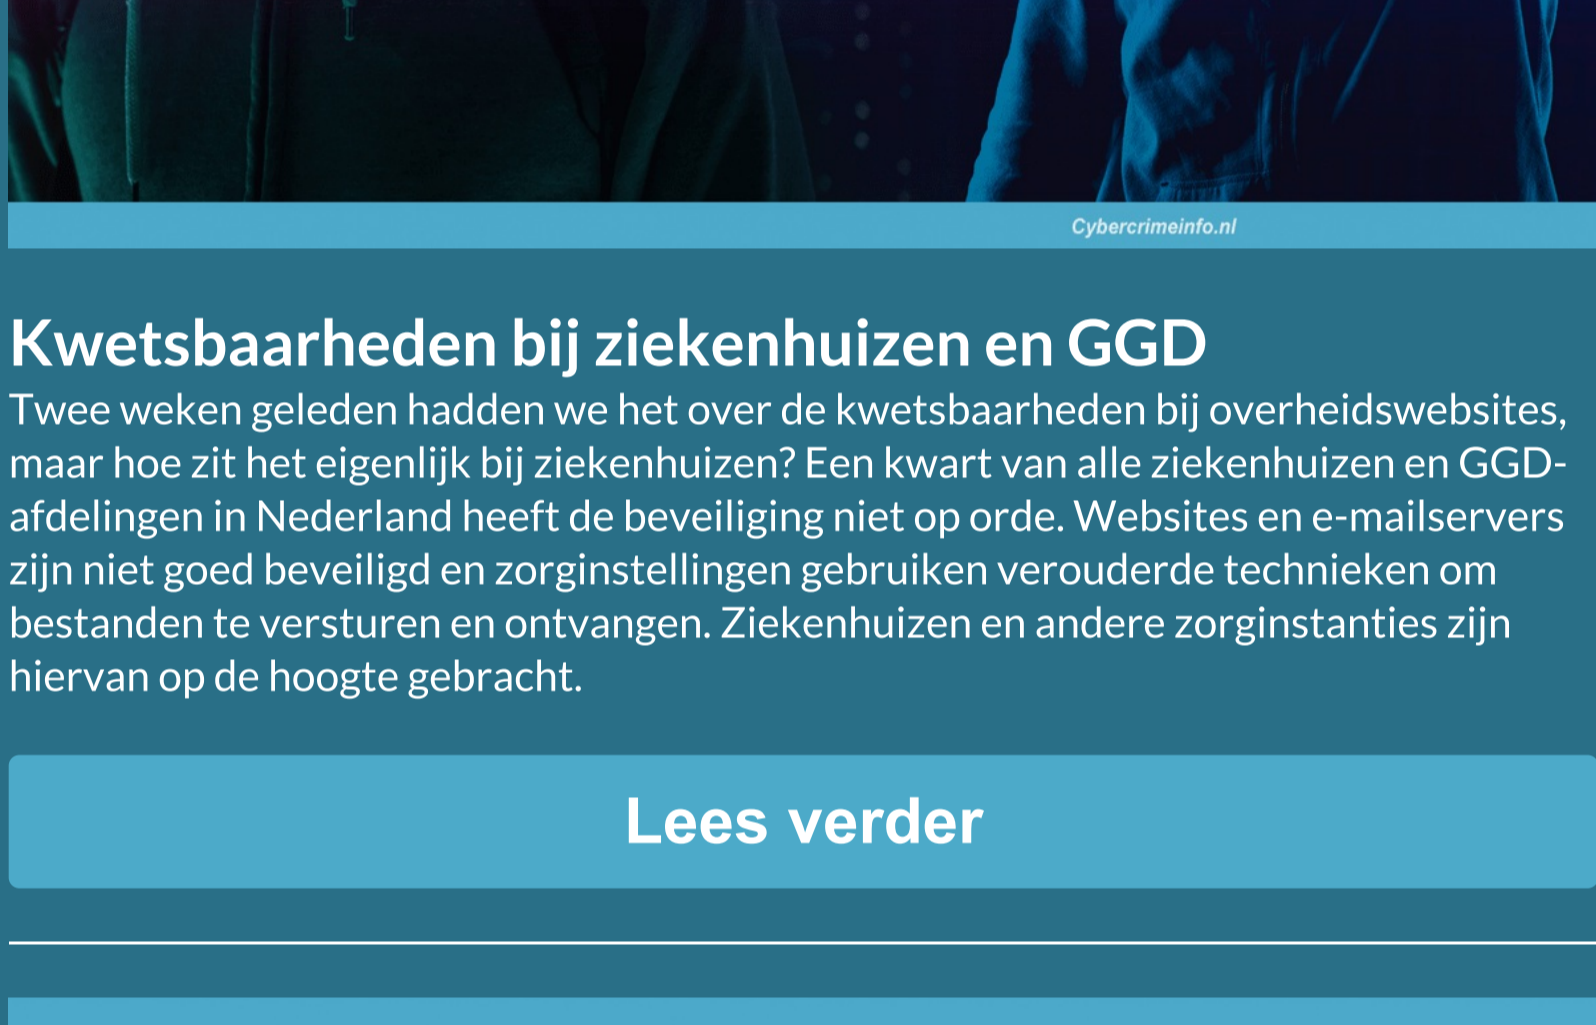 Cybercrimeinfo.nl
Kwetsbaarheden bij ziekenhuizen en GGD
Twee weken geleden hadden we het over de kwetsbaarheden bij overheidswebsites,
maar hoe zit het eigenlijk bij ziekenhuizen? Een kwart van alle ziekenhuizen en GGD-
afdelingen in Nederland heeft de beveiliging niet op orde. Websites en e-mailservers
zijn niet goed beveiligd en zorginstellingen gebruiken verouderde technieken om
bestanden te versturen en ontvangen. Ziekenhuizen en andere zorginstanties zijn
hiervan op de hoogte gebracht.
Lees verder